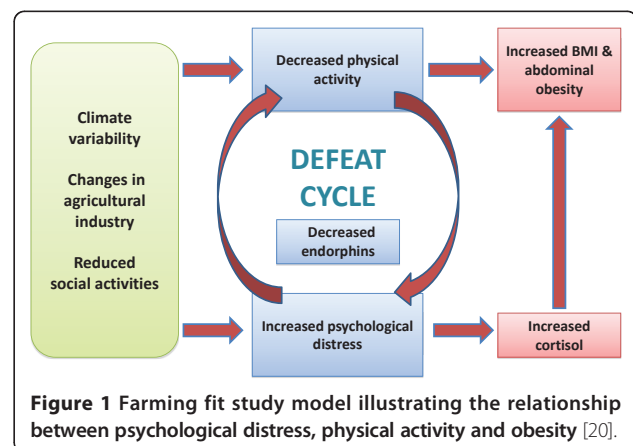 Climate
variability
Changes in
agricultural
industry
Reduced
social activities
Decreased physical
activity
Increased BMI &
abdominal
obesity
DEFEAT
CYCLE
Decreased
endorphins
Increased psychological
distress
Increased
cortisol
Figure 1 Farming fit study model illustrating the relationship
between psychological distress, physical activity and obesity [20].